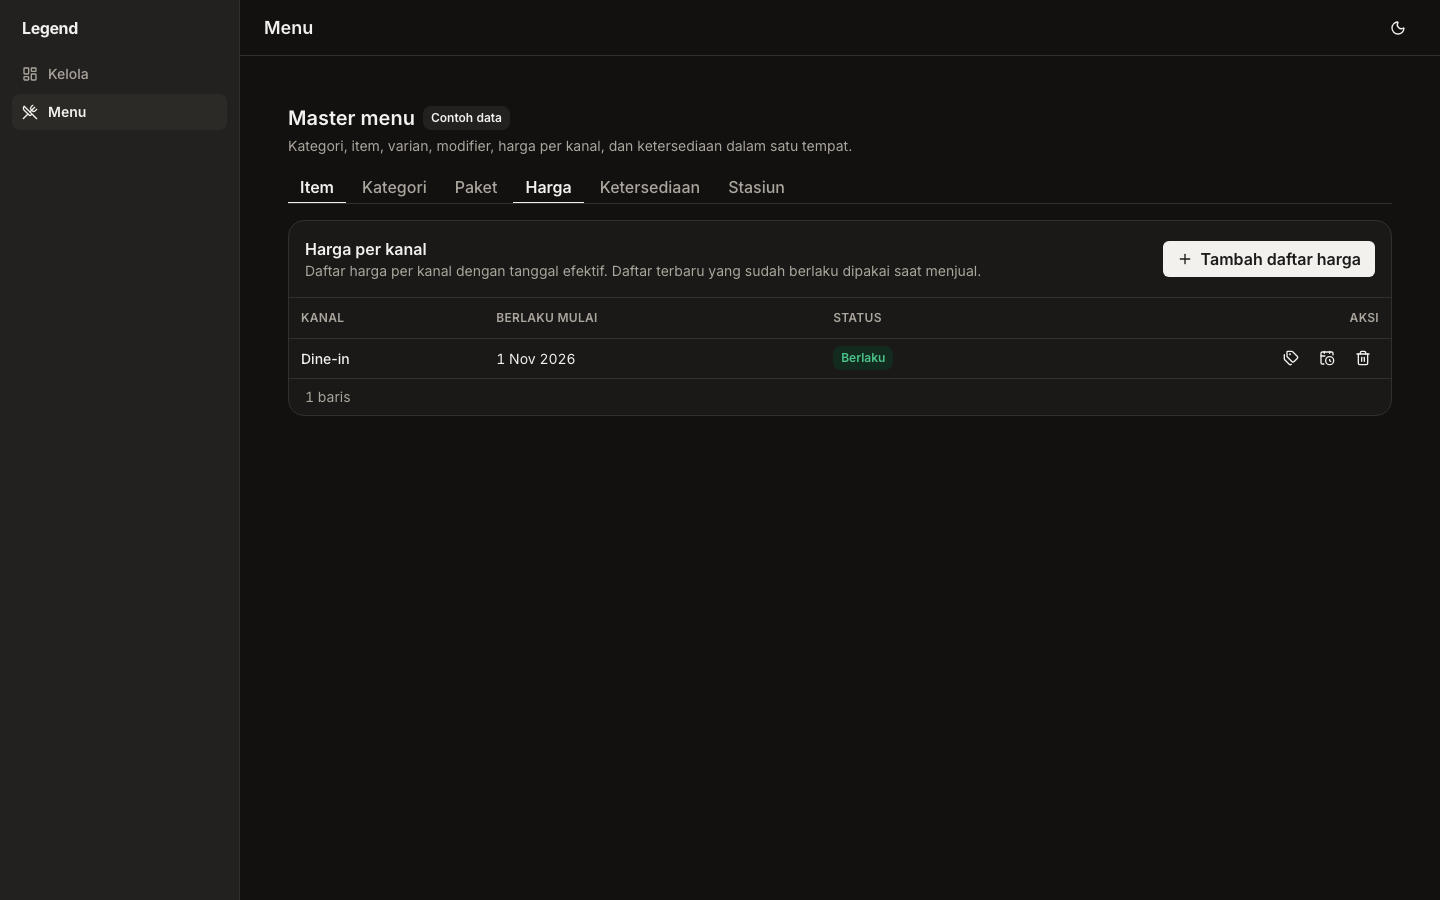 Legend
Menu
Kelola
Menu
Master menu Contoh data
Kategori, item, varian, modifier, harga per kanal, dan ketersediaan dalam satu tempat.
Item Kategori Paket Harga Ketersediaan Stasiun
Harga per kanal
Daftar harga per kanal dengan tanggal efektif. Daftar terbaru yang sudah berlaku dipakai saat menjual.
Tambah daftar harga
KANAL BERLAKU MULAI STATUS AKSI
Dine-in 1 Nov 2026 Berlaku
1 baris